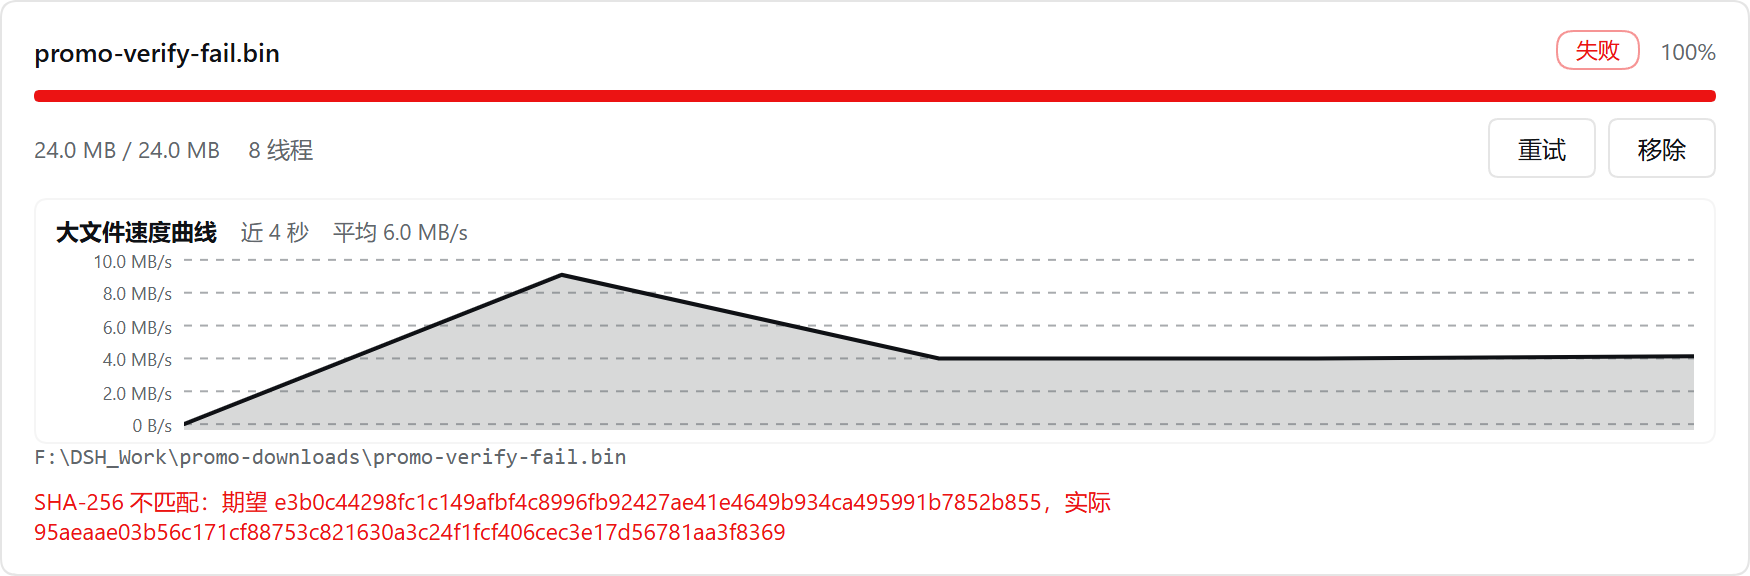 promo-verify-fail.bin
失败 100%
24.0 MB / 24.0 MB 8 线程
重试 移除
大文件速度曲线 近 4 秒 平均 6.0 MB/s
10.0 MB/s
8.0 MB/s
6.0 MB/s
4.0 MB/s
2.0 MB/s
0 B/s
F:\DSH_Work\promo-downloads\promo-verify-fail.bin
SHA-256 不匹配：期望 e3b0c44298fc1c149afbf4c8996fb92427ae41e4649b934ca495991b7852b855，实际
95aeaae03b56c171cf88753c821630a3c24f1fcf406cec3e17d56781aa3f8369